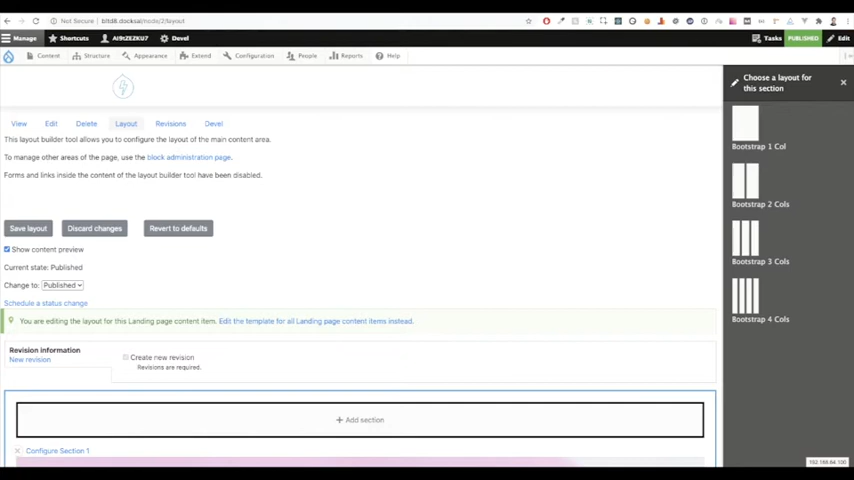 Not Secure | bltd8.docksal/node/2/layout
Manage Shortcuts AI9tZEZKU7 Devel Tasks PUBLISHED Edit
Content Structure Appearance Extend Configuration People Reports Help
Choose a layout for
this section
Bootstrap 1 Col
Bootstrap 2 Cols
Bootstrap 3 Cols
Bootstrap 4 Cols
View Edit Delete Layout Revisions Devel
This layout builder tool allows you to configure the layout of the main content area.
To manage other areas of the page, use the block administration page.
Forms and links inside the content of the layout builder tool have been disabled.
Save layout Discard changes Revert to defaults
Show content preview
Current state: Published
Change to: Published
Schedule a status change
You are editing the layout for this Landing page content item. Edit the template for all Landing page content items instead.
Revision information
New revision
Create new revision
Revisions are required.
+ Add section
Configure Section 1
192.168.64.100